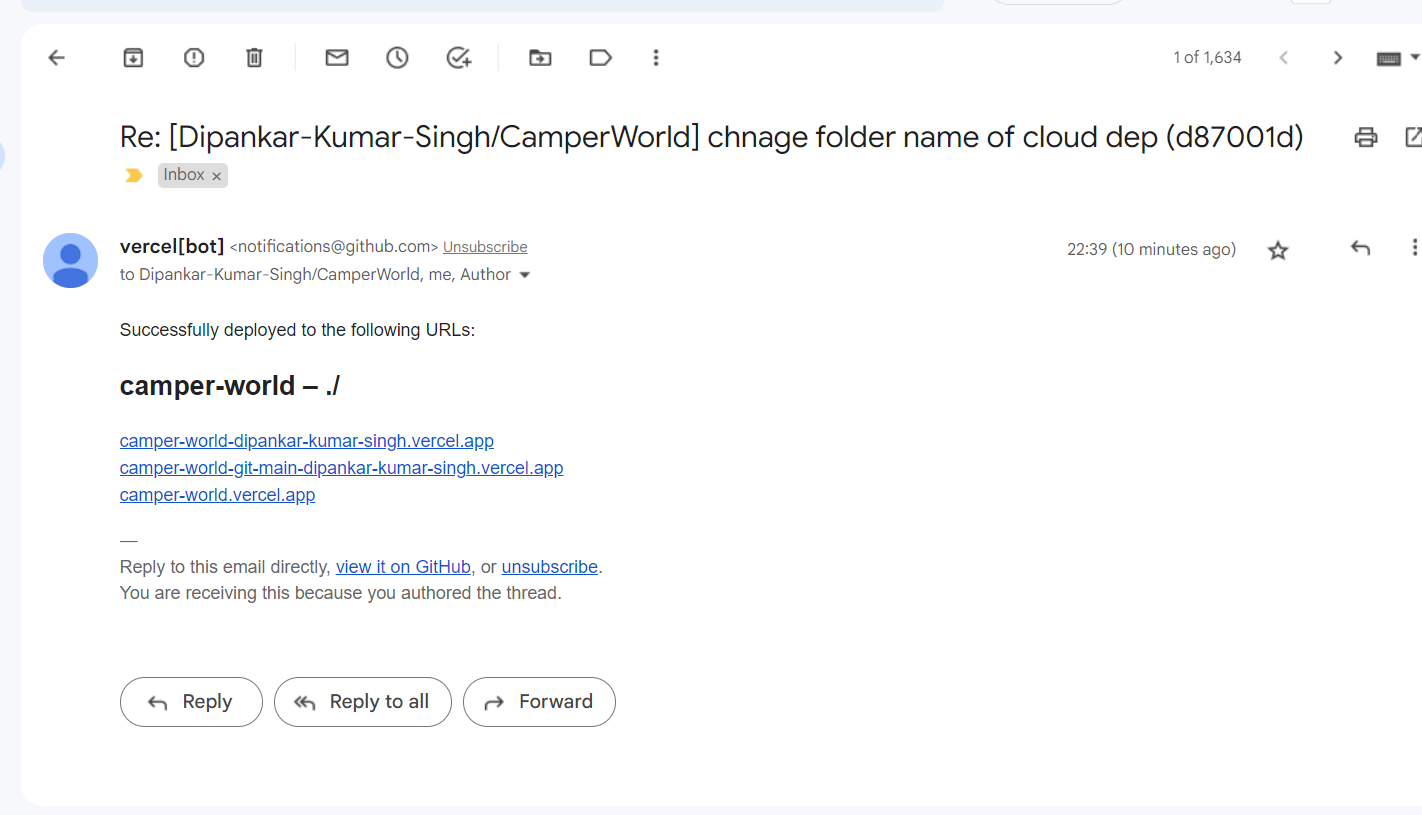 1 of 1,634
Re: [Dipankar-Kumar-Singh/CamperWorld] chnage folder name of cloud dep (d87001d)
Inbox ×
vercel[bot] <notifications@github.com> Unsubscribe
22:39 (10 minutes ago)
to Dipankar-Kumar-Singh/CamperWorld, me, Author
Successfully deployed to the following URLs:
camper-world – ./
camper-world-dipankar-kumar-singh.vercel.app
camper-world-git-main-dipankar-kumar-singh.vercel.app
camper-world.vercel.app
—
Reply to this email directly, view it on GitHub, or unsubscribe.
You are receiving this because you authored the thread.
Reply
Reply to all
Forward